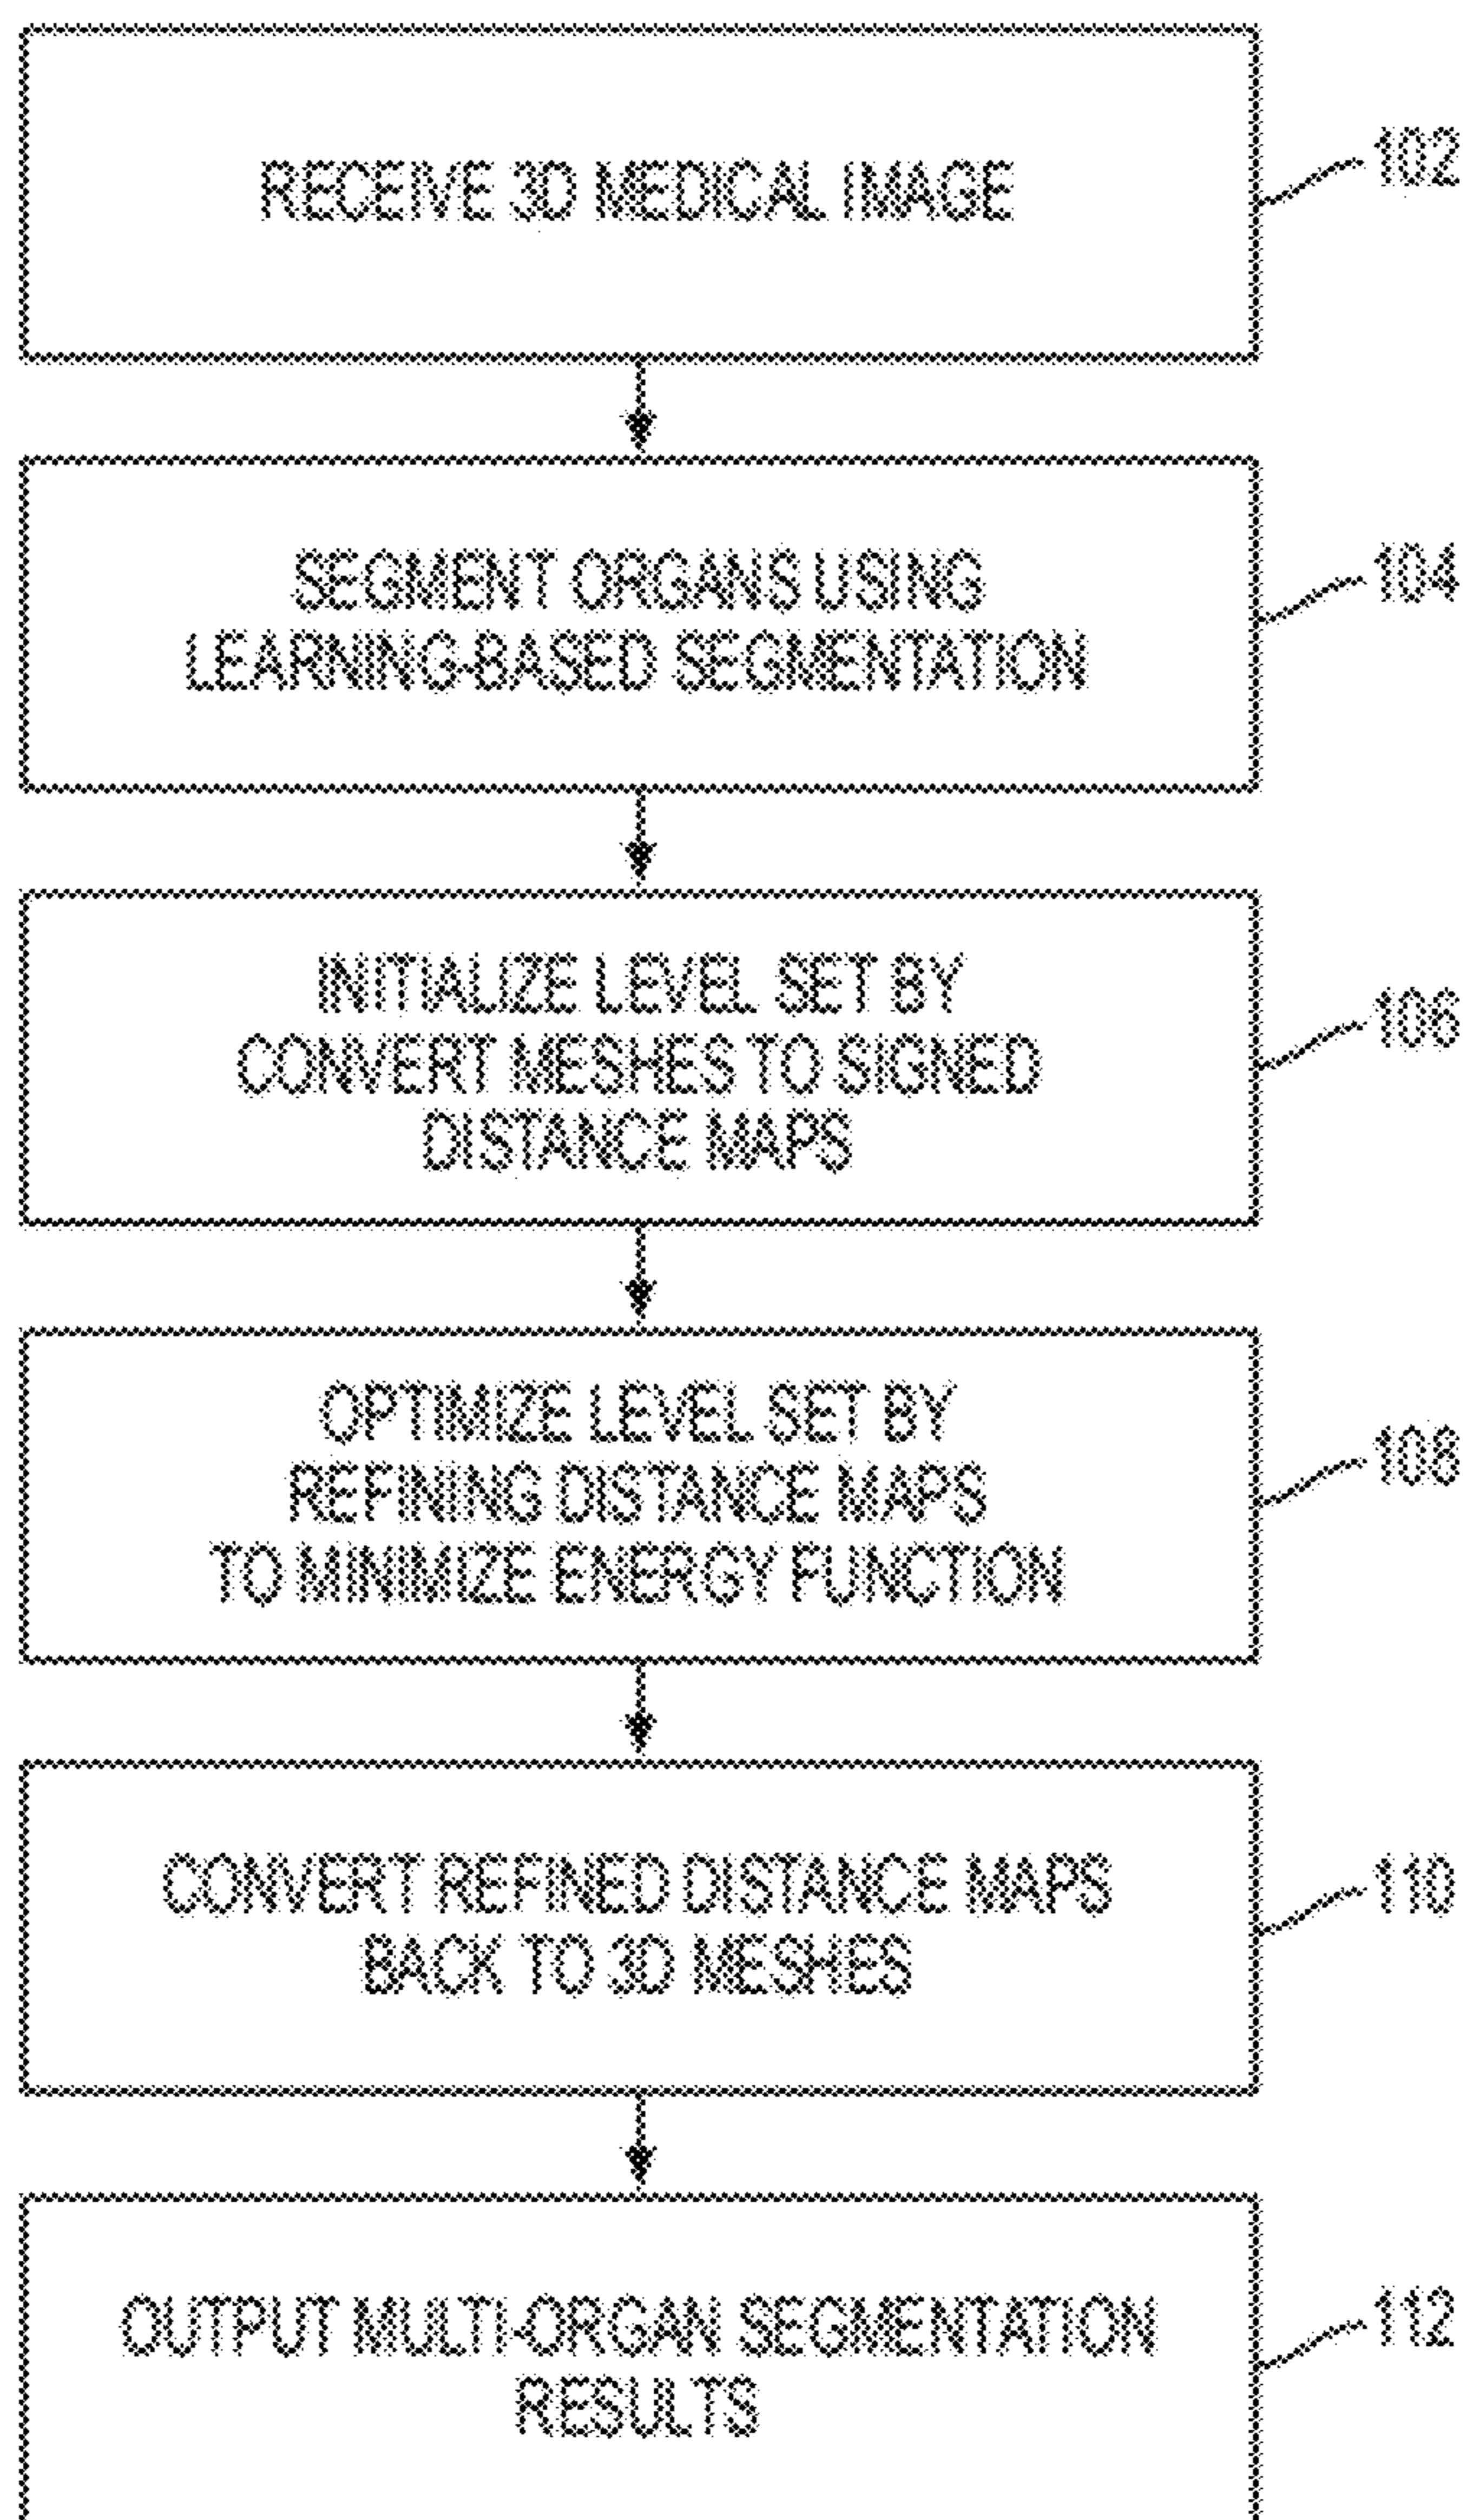 RECEIVE 3D MEDICAL IMAGE
102
SEGMENT ORGANS USING
LEARNING-BASED SEGMENTATION
104
INITIALIZE LEVEL SET BY
CONVERT MESHES TO SIGNED
DISTANCE MAPS
106
OPTIMIZE LEVEL SET BY
REFINING DISTANCE MAPS
TO MINIMIZE ENERGY FUNCTION
108
CONVERT REFINED DISTANCE MAPS
BACK TO 3D MESHES
110
OUTPUT MULTI-ORGAN SEGMENTATION
RESULTS
112